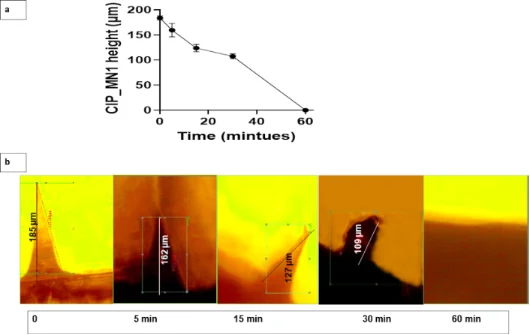 a
200
150
100
50
0
CIP_MN1 height (µm)
0 20 40 60
Time (mintues)
b
185 µm
162 µm
127 µm
109 µm
0 5 min 15 min 30 min 60 min